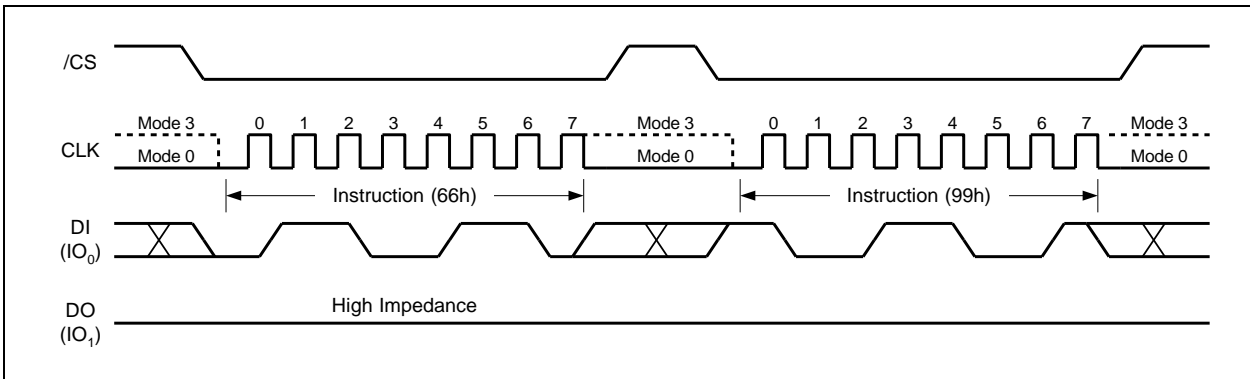 /CS
Mode 3 0 1 2 3 4 5 6 7 Mode 3 0 1 2 3 4 5 6 7 Mode 3
CLK Mode 0 Mode 0 Mode 0
Instruction (66h) Instruction (99h)
DI
(IO0)
High Impedance
DO
(IO1)